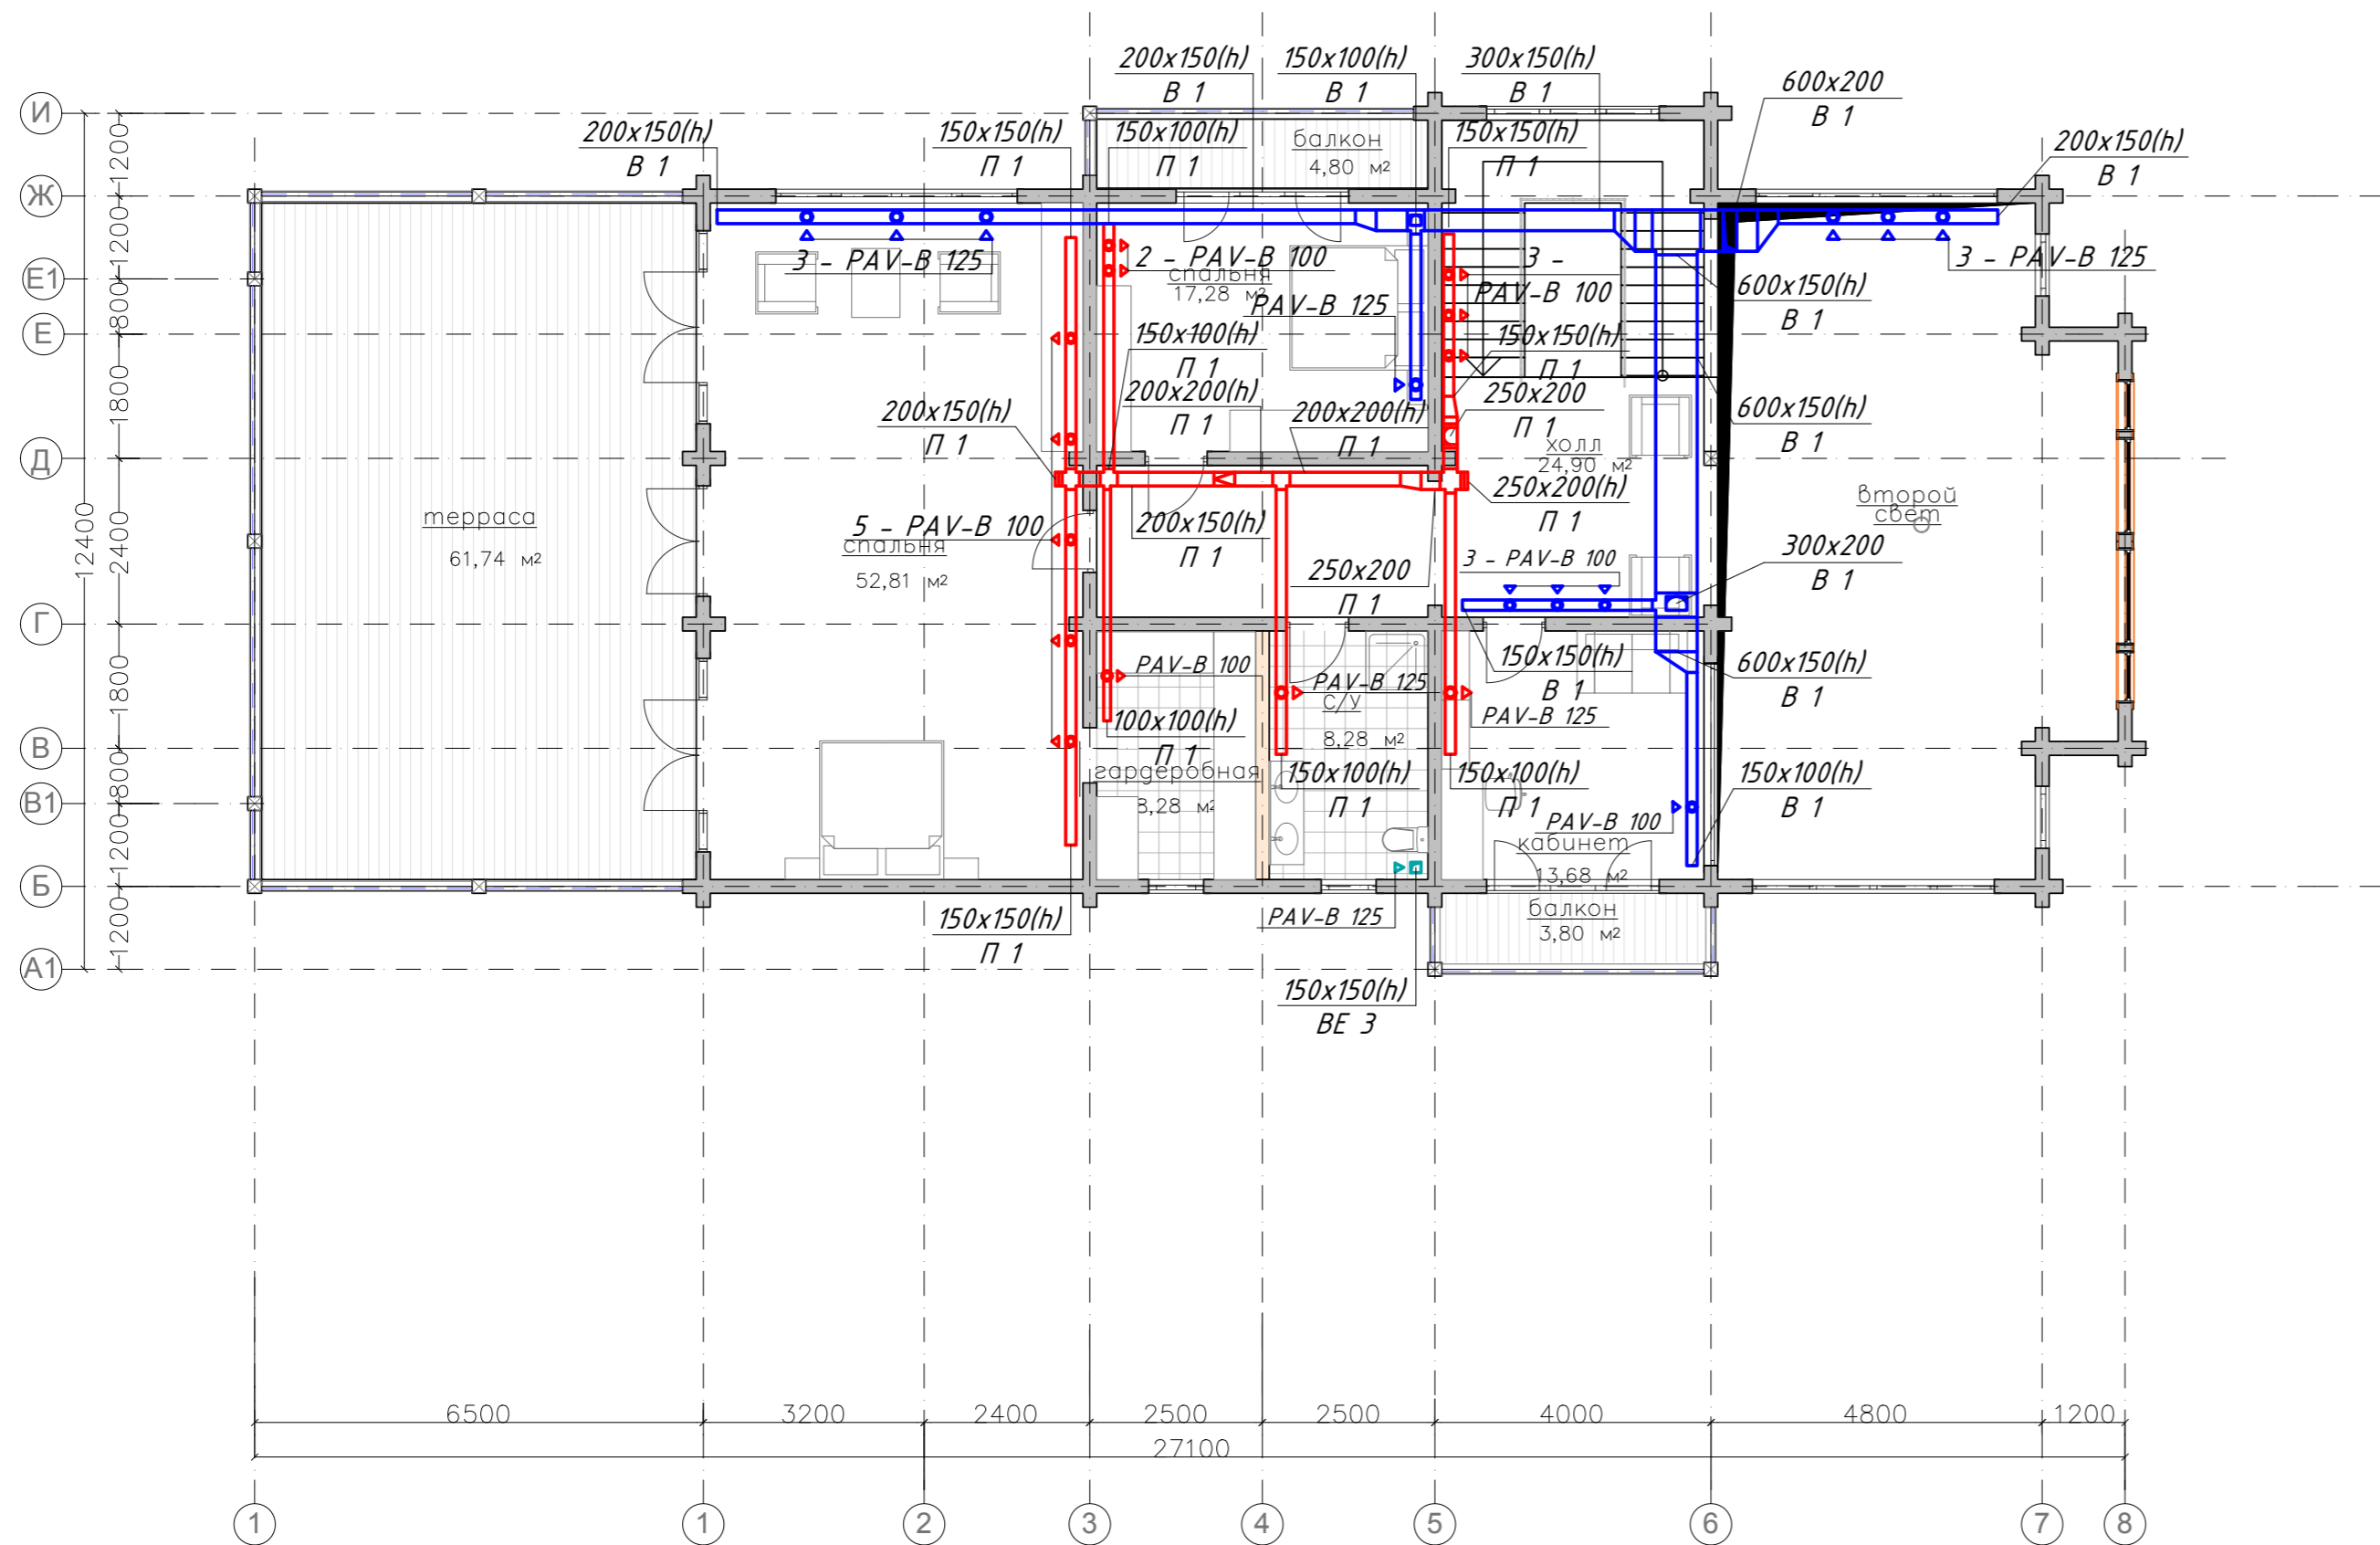 200x150(h)
В 1
150x100(h)
В 1
300x150(h)
В 1
600x200
В 1
200x150(h)
В 1
150x150(h)
П 1
150x100(h)
П 1
балкон
4,80 м²
150x150(h)
П 1
200x150(h)
В 1
И
Ж
Е1
Е
Д
Г
В
В1
Б
А1
1200
1200
800
1800
2400
1800
800
1200
1200
12400
3 - PAV-B 125
2 - PAV-B 100
спальня
17,28 м²
PAV-B 125
3 -
PAV-B 100
3 - PAV-B 125
600x150(h)
В 1
150x100(h)
П 1
150x150(h)
П 1
200x200(h)
П 1
200x200(h)
П 1
250x200
П 1
600x150(h)
В 1
200x150(h)
П 1
холл
24,90 м²
250x200(h)
П 1
второй
свет
терраса
61,74 м²
5 - PAV-B 100
спальня
52,81 м²
200x150(h)
П 1
250x200
П 1
3 - PAV-B 100
300x200
В 1
PAV-B 100
PAV-B 125
150x150(h)
В 1
600x150(h)
В 1
С/У
8,28 м²
PAV-B 125
100x100(h)
П 1
гардеробная
8,28 м²
150x100(h)
П 1
150x100(h)
П 1
150x100(h)
В 1
PAV-B 100
кабинет
13,68 м²
150x150(h)
П 1
PAV-B 125
балкон
3,80 м²
150x150(h)
ВЕ 3
6500
3200
2400
2500
2500
4000
4800
1200
27100
1
1
2
3
4
5
6
7
8